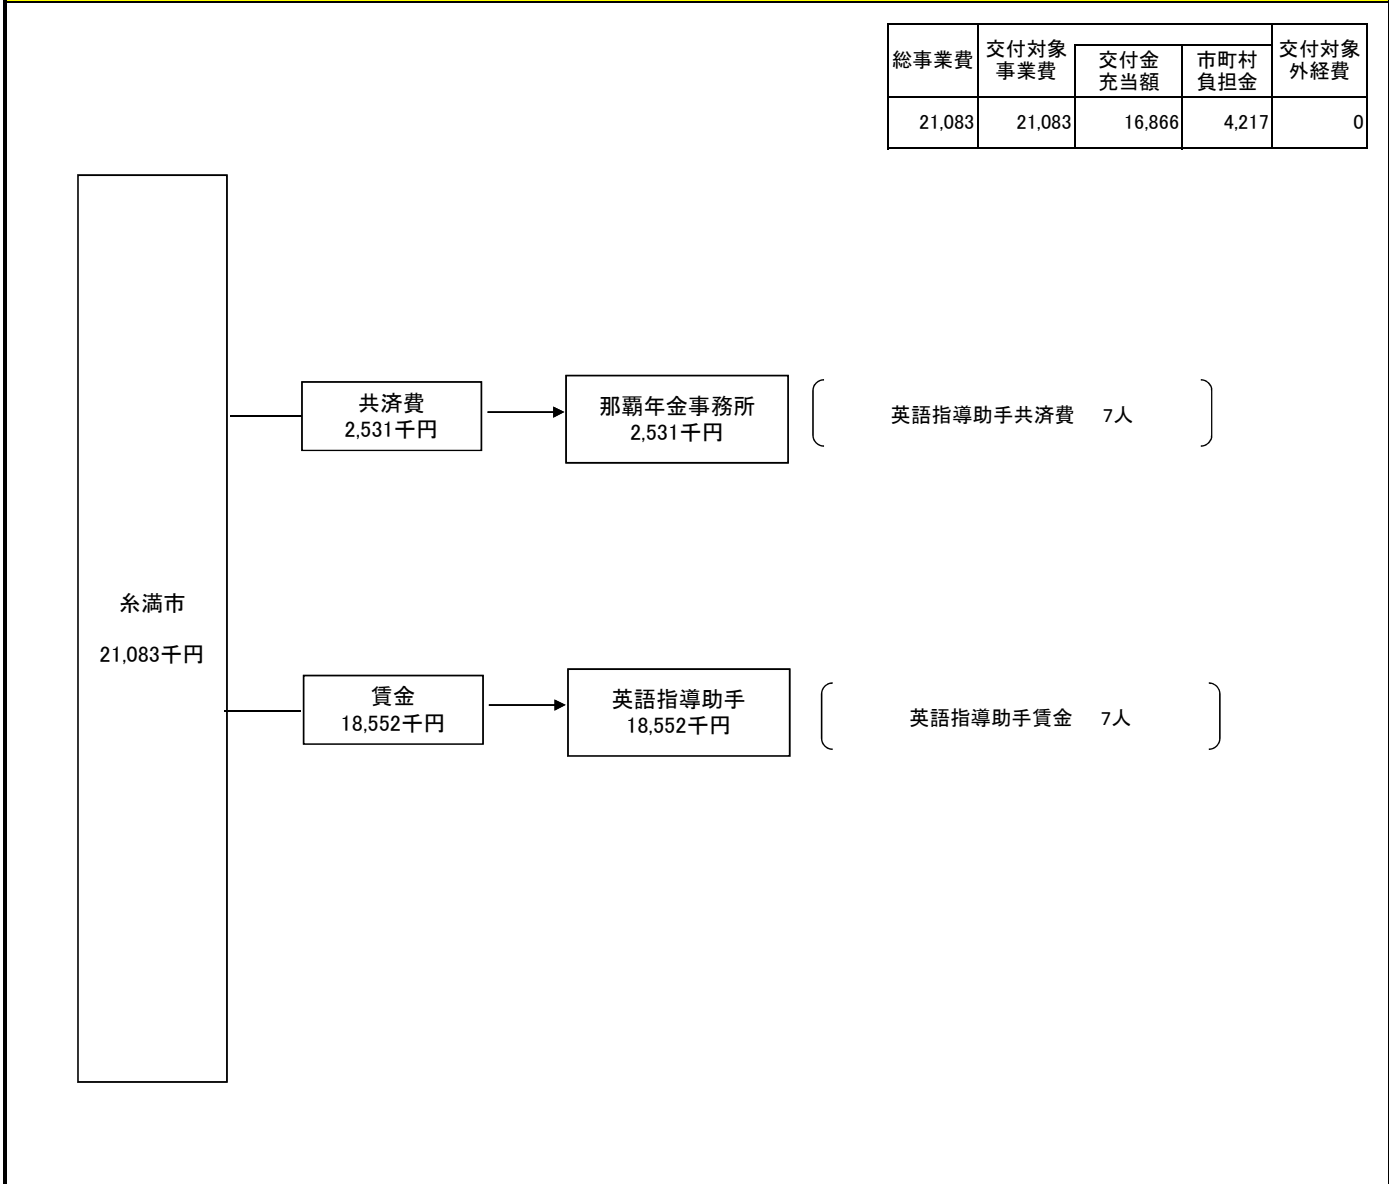 総事業費
交付対象
事業費
交付金
充当額
市町村
負担金
交付対象
外経費
21,083 21,083 16,866 4,217 0
共済費
2,531千円
那覇年金事務所
2,531千円
英語指導助手共済費 7人
糸満市
21,083千円
賃金
18,552千円
英語指導助手
18,552千円
英語指導助手賃金 7人